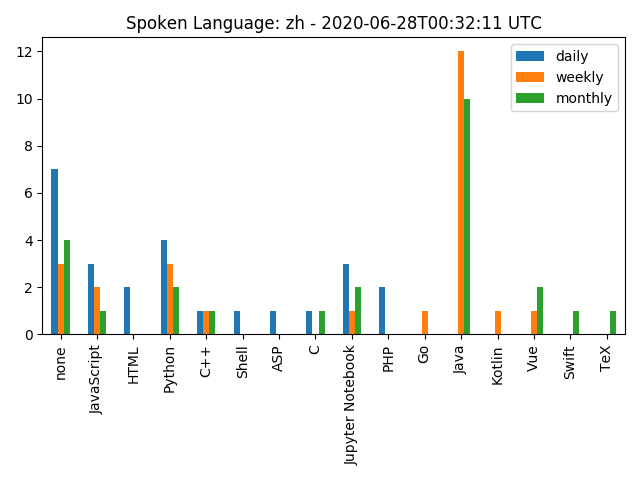 Spoken Language: zh - 2020-06-28T00:32:11 UTC
daily
weekly
monthly
12
10
8
6
4
2
0
none
JavaScript
HTML
Python
C++
Shell
ASP
C
Jupyter Notebook
PHP
Go
Java
Kotlin
Vue
Swift
TeX